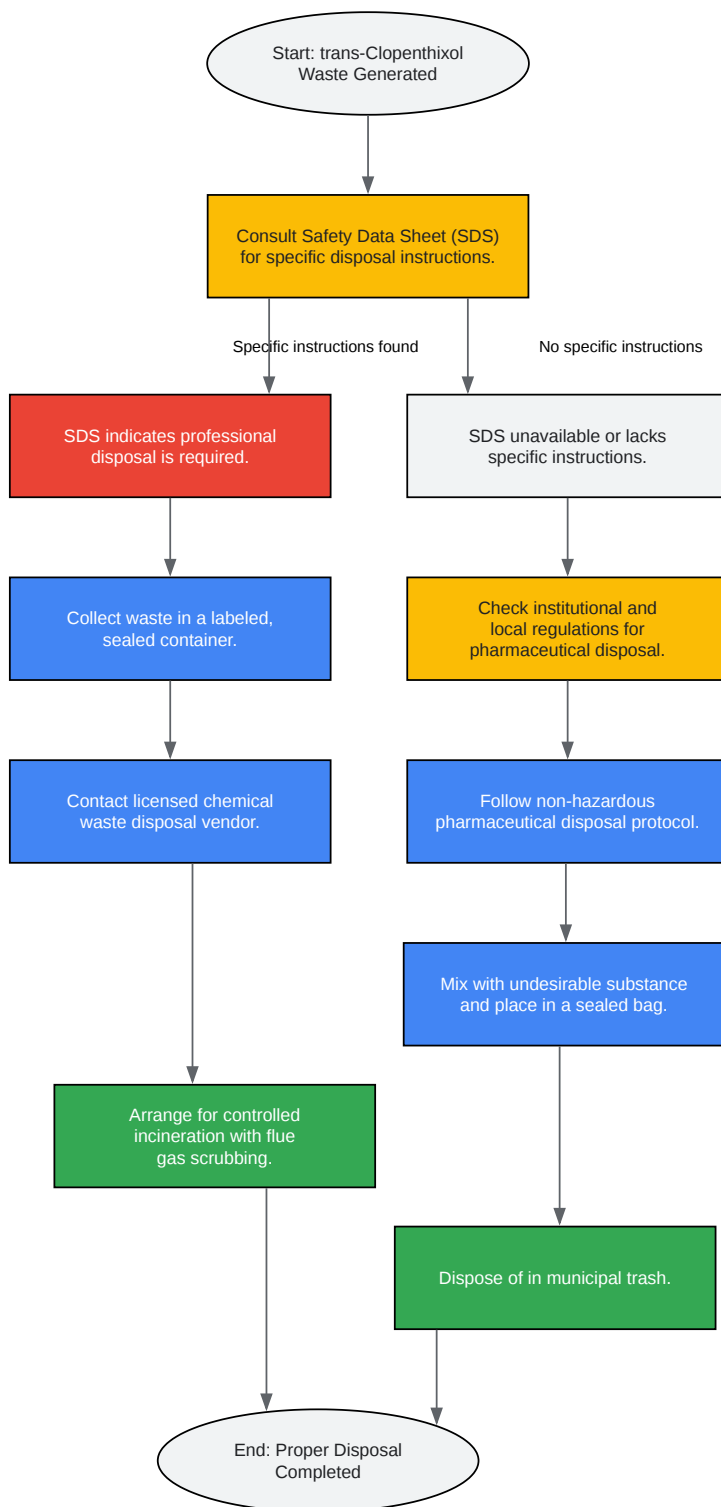 Start: trans-Clopenthixol
Waste Generated
Consult Safety Data Sheet (SDS)
for specific disposal instructions.
Specific instructions found
No specific instructions
SDS indicates professional
disposal is required.
SDS unavailable or lacks
specific instructions.
Collect waste in a labeled,
sealed container.
Check institutional and
local regulations for
pharmaceutical disposal.
Contact licensed chemical
waste disposal vendor.
Follow non-hazardous
pharmaceutical disposal protocol.
Mix with undesirable substance
and place in a sealed bag.
Arrange for controlled
incineration with flue
gas scrubbing.
Dispose of in municipal trash.
End: Proper Disposal
Completed